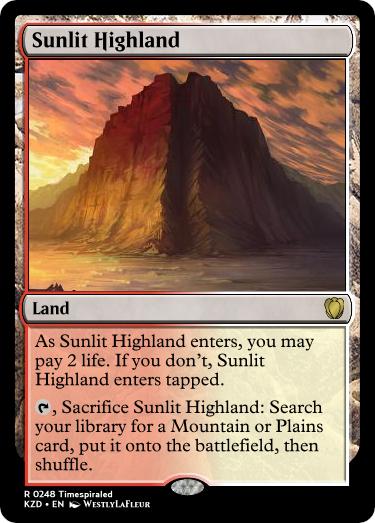 Sunlit Highland
Land
As Sunlit Highland enters, you may
pay 2 life. If you don't, Sunlit
Highland enters tapped.
, Sacrifice Sunlit Highland: Search
your library for a Mountain or Plains
card, put it onto the battlefield, then
shuffle.
R 0248 Timespiraled
KZD • EN WestlyLaFleur